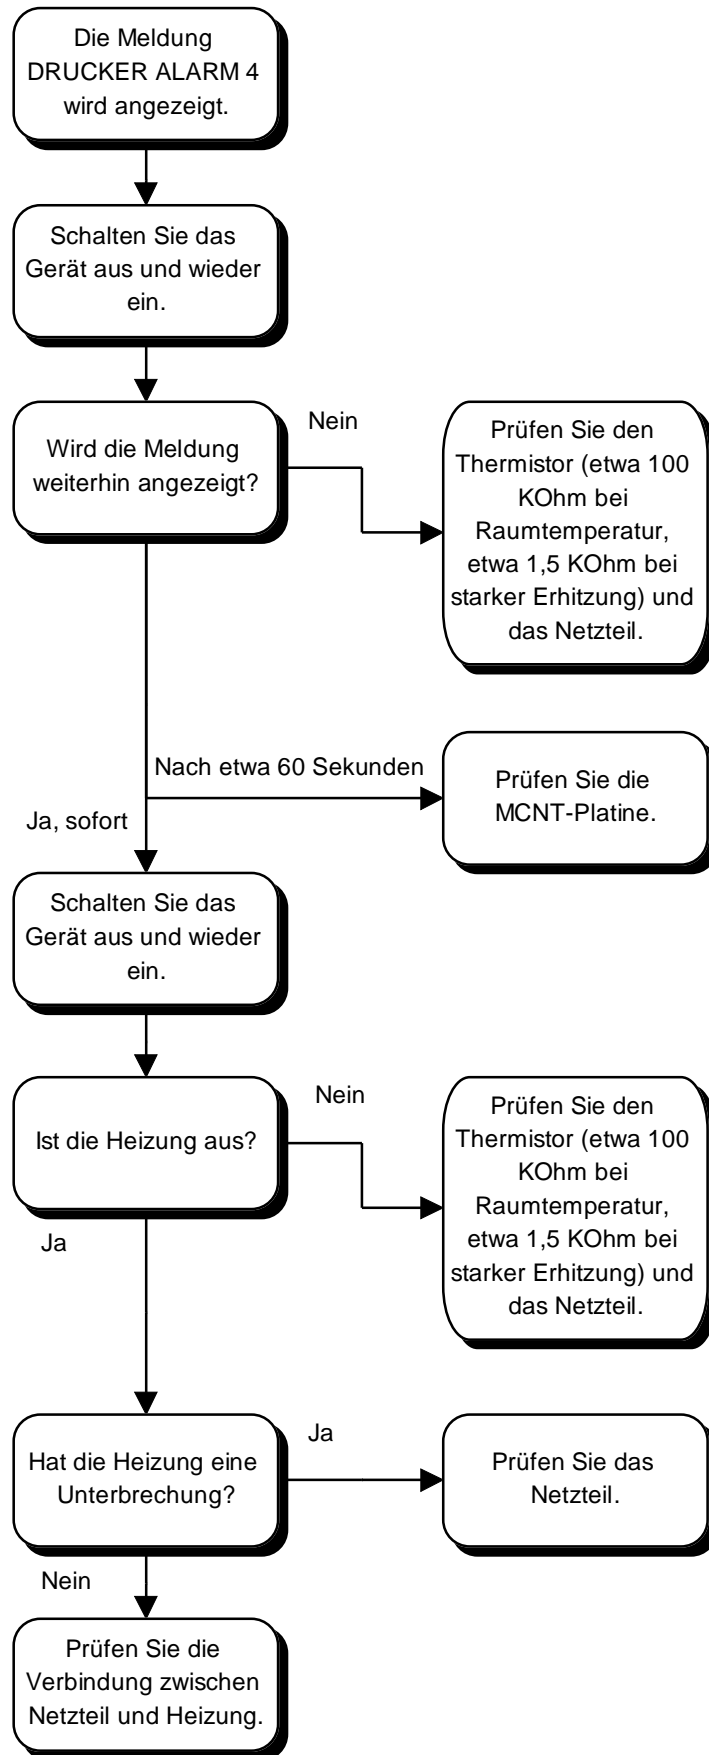 Die Meldung
DRUCKER ALARM 4
wird angezeigt.
Schalten Sie das
Gerät aus und wieder
ein.
Wird die Meldung
weiterhin angezeigt?
Nein
Prüfen Sie den
Thermistor (etwa 100
KOhm bei
Raumtemperatur,
etwa 1,5 KOhm bei
starker Erhitzung) und
das Netzteil.
Nach etwa 60 Sekunden
Prüfen Sie die
MCNT-Platine.
Ja, sofort
Schalten Sie das
Gerät aus und wieder
ein.
Ist die Heizung aus?
Nein
Prüfen Sie den
Thermistor (etwa 100
KOhm bei
Raumtemperatur,
etwa 1,5 KOhm bei
starker Erhitzung) und
das Netzteil.
Ja
Hat die Heizung eine
Unterbrechung?
Ja
Prüfen Sie das
Netzteil.
Nein
Prüfen Sie die
Verbindung zwischen
Netzteil und Heizung.